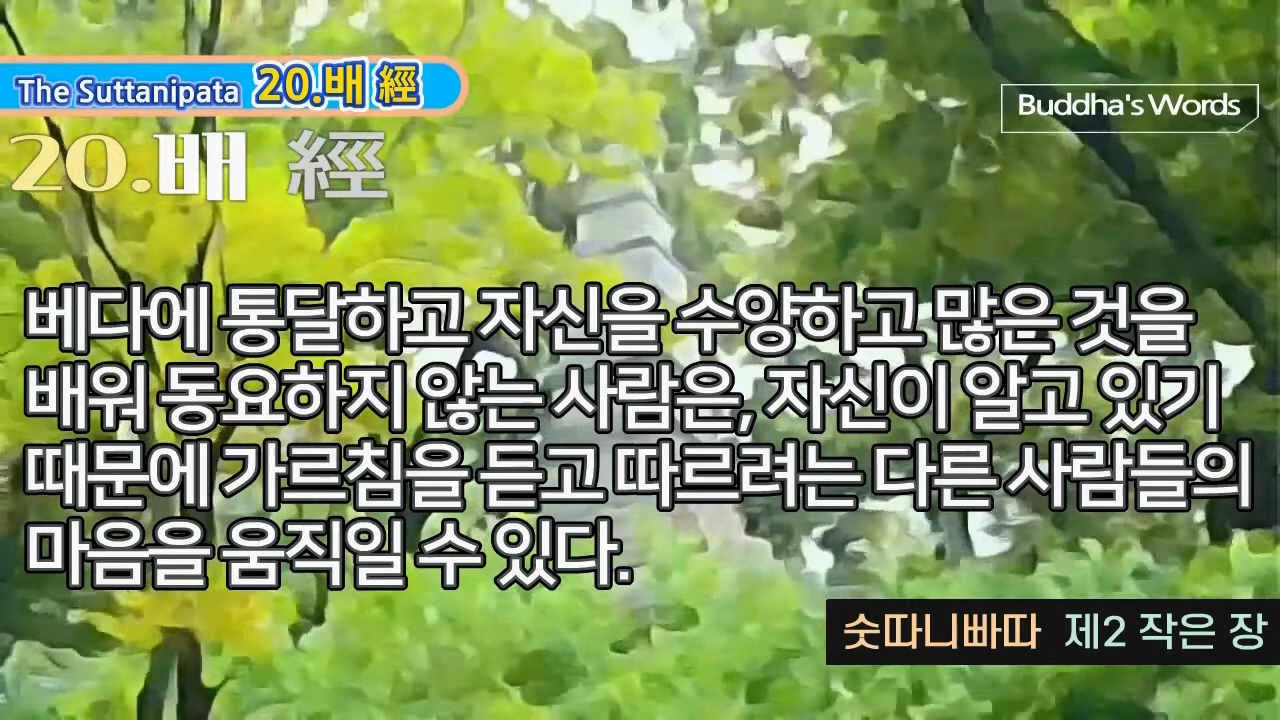 The Suttanipata 20.배 經
Buddha's Words
20.배 經
베다에 통달하고 자신을 수양하고 많은 것을
배워 동요하지 않는 사람은, 자신이 알고 있기
때문에 가르침을 듣고 따르려는 다른 사람들의
마음을 움직일 수 있다.
숫따니빠따 제2 작은 장